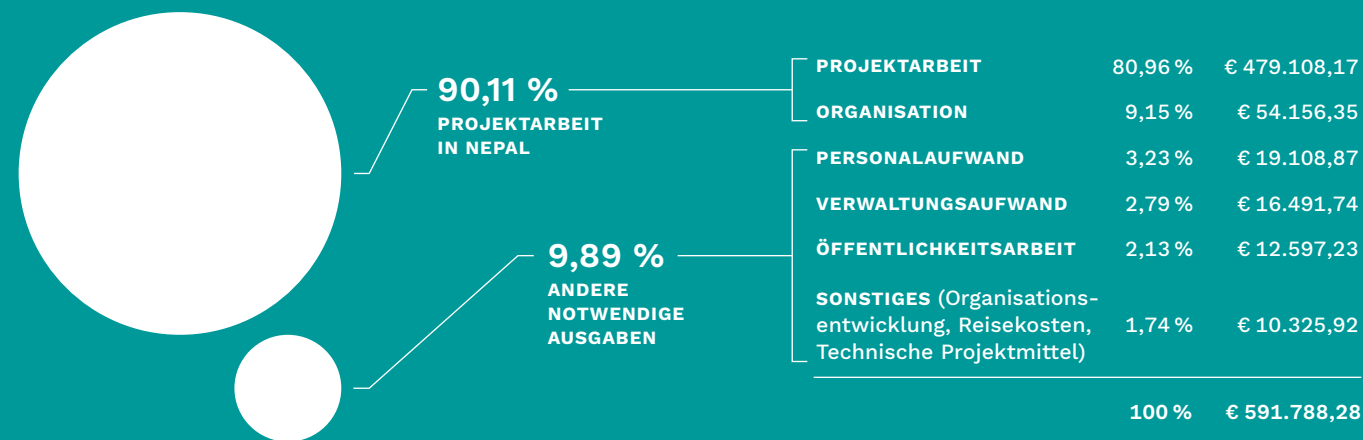 90,11 %
PROJEKTARBEIT
IN NEPAL
9,89 %
ANDERE
NOTWENDIGE
AUSGABEN
PROJEKTARBEIT 80,96 % € 479.108,17
ORGANISATION 9,15 % € 54.156,35
PERSONALAUFWAND 3,23 % € 19.108,87
VERWALTUNGSAUFWAND 2,79 % € 16.491,74
ÖFFENTLICHKEITSARBEIT 2,13 % € 12.597,23
SONSTIGES (Organisations-
entwicklung, Reisekosten, 1,74 % € 10.325,92
Technische Projektmittel)
100 % € 591.788,28